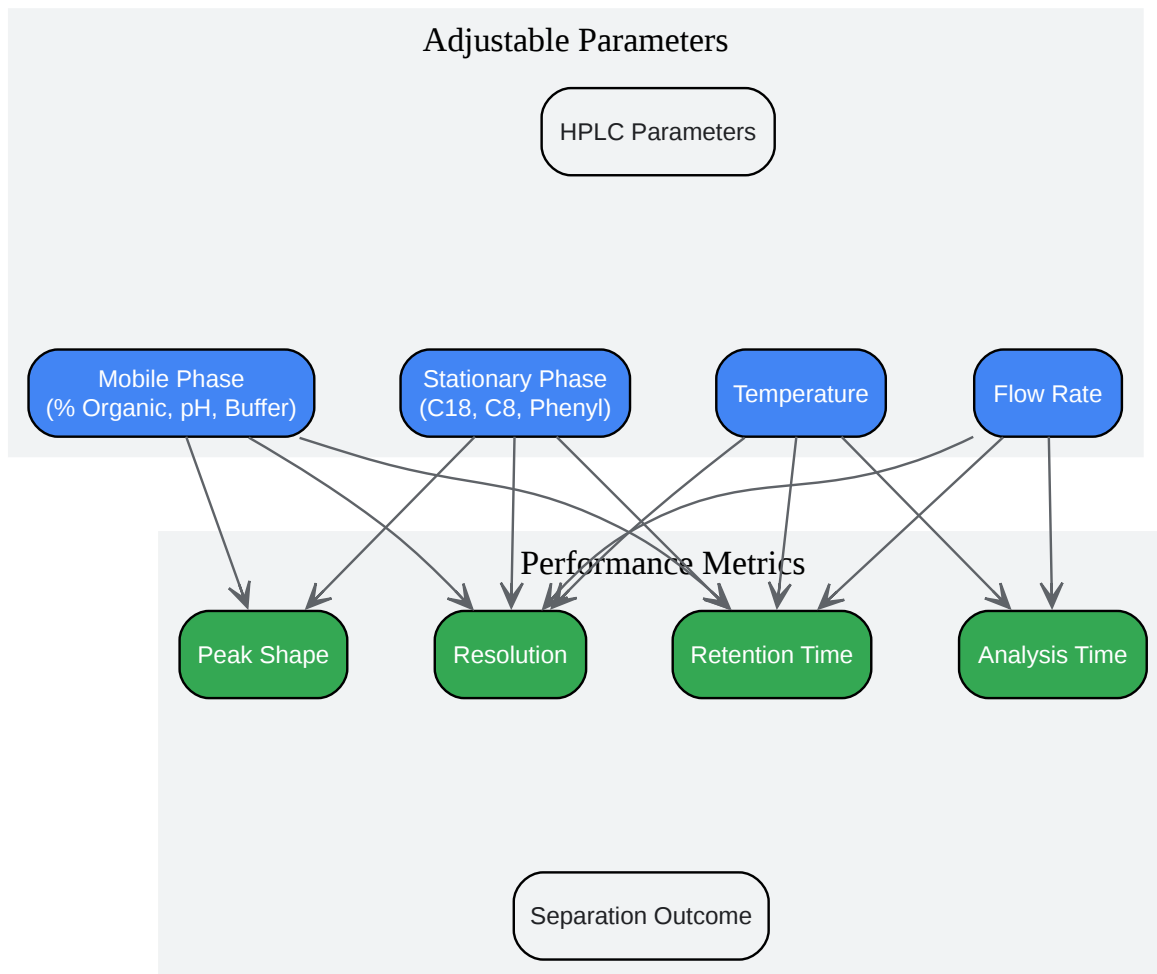 Adjustable Parameters
HPLC Parameters
Mobile Phase
(% Organic, pH, Buffer)
Stationary Phase
(C18, C8, Phenyl)
Temperature
Flow Rate
Performance Metrics
Peak Shape
Resolution
Retention Time
Analysis Time
Separation Outcome